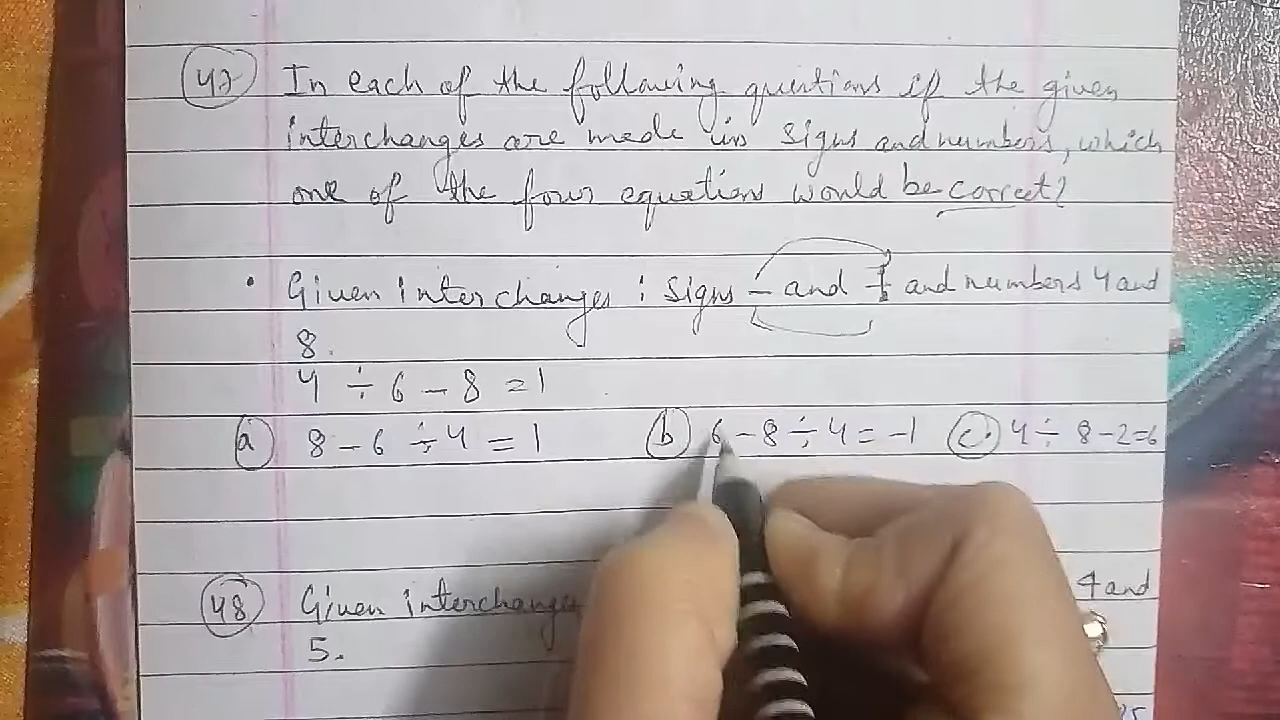 47 In each of the following questions if the given
interchanges are made in signs and numbers, which
one of the four equations would be correct?
• Given interchanges : signs - and ÷ and numbers 4 and
8.
4 ÷ 6 - 8 = 1
(a) 8 - 6 ÷ 4 = 1 (b) 6 - 8 ÷ 4 = -1 (c.) 4 ÷ 8 - 2 = 6
48 Given interchanges 4 and
5.